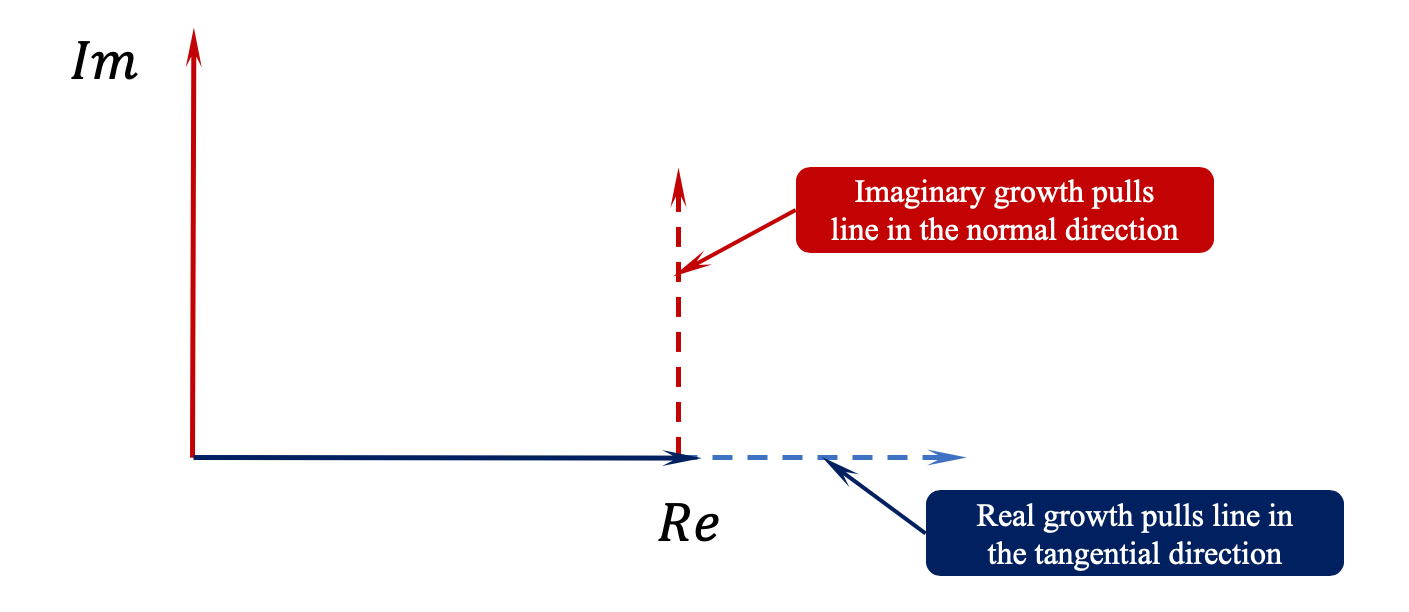 Im
Imaginary growth pulls
line in the normal direction
Re
Real growth pulls line in
the tangential direction